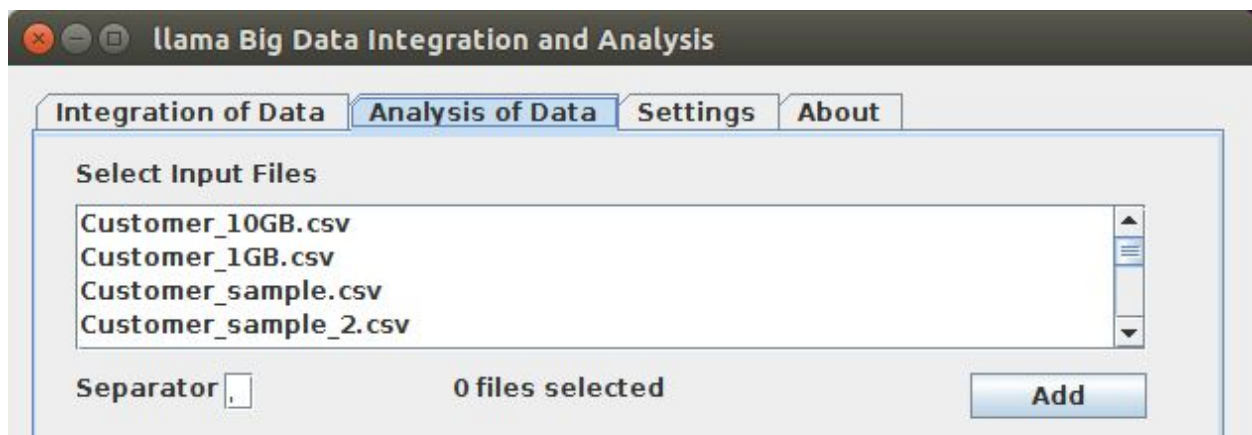 llama Big Data Integration and Analysis
Integration of Data Analysis of Data Settings About
Select Input Files
Customer_10GB.csv
Customer_1GB.csv
Customer_sample.csv
Customer_sample_2.csv
Separator , 0 files selected Add